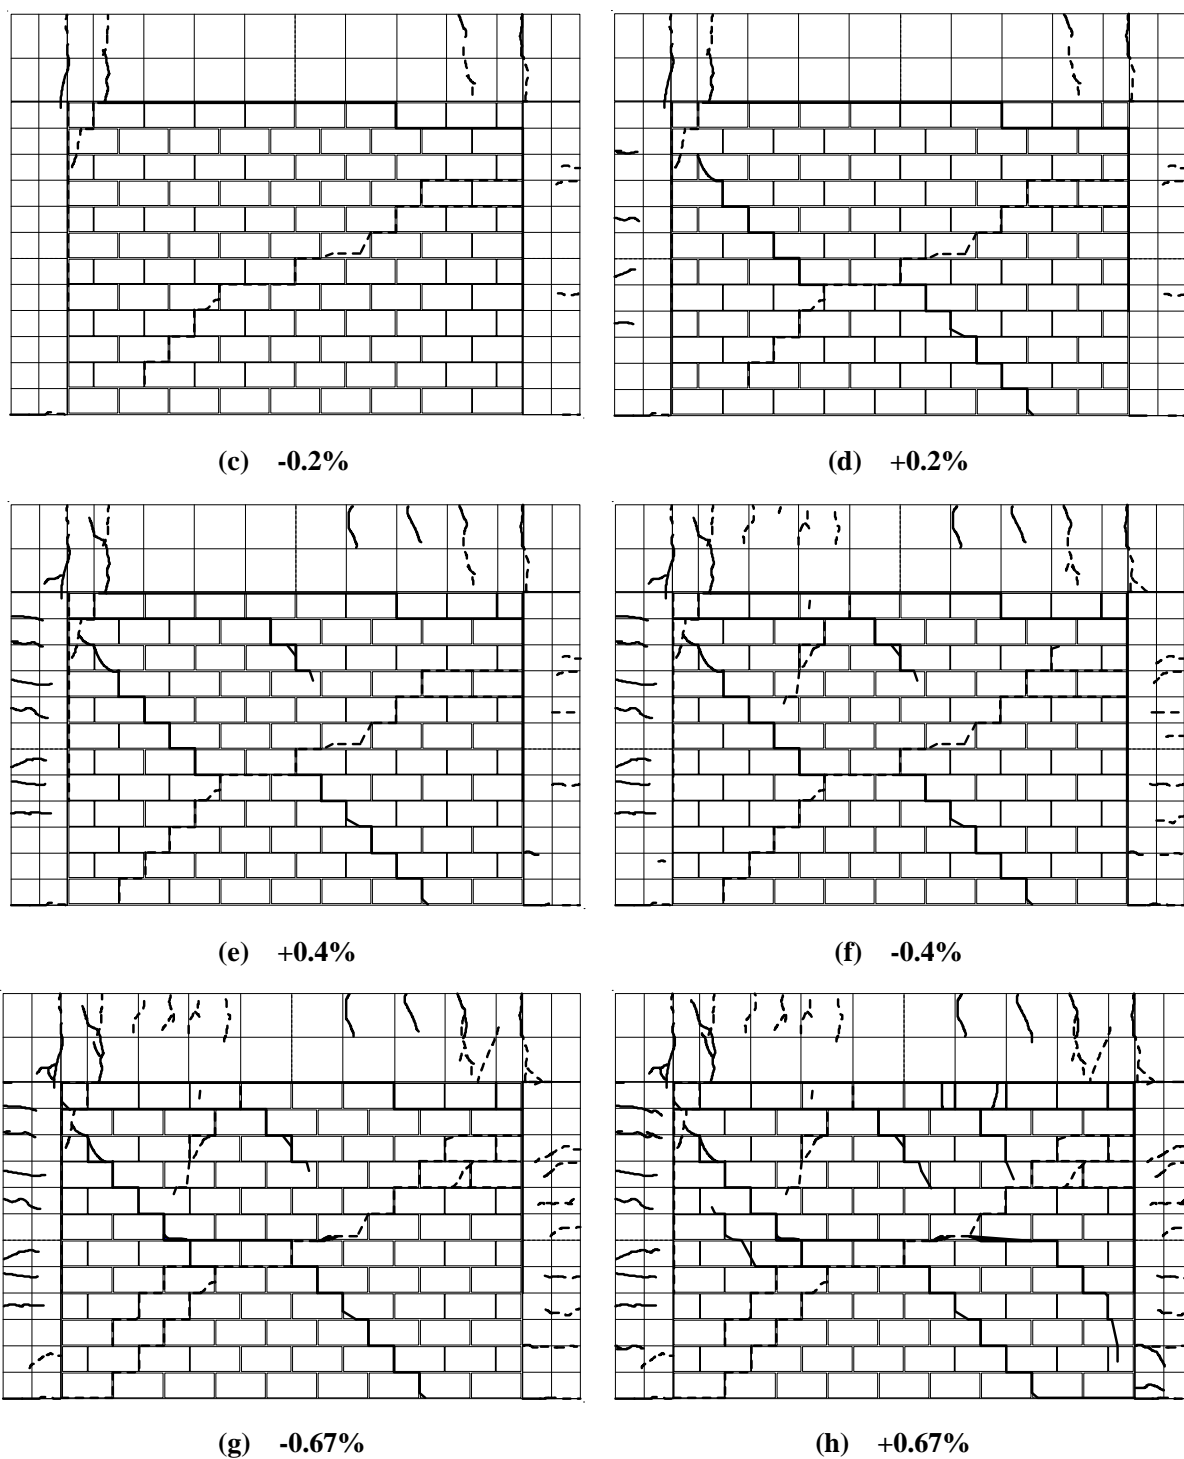 (c) -0.2%
(d) +0.2%
(e) +0.4%
(f) -0.4%
(g) -0.67%
(h) +0.67%